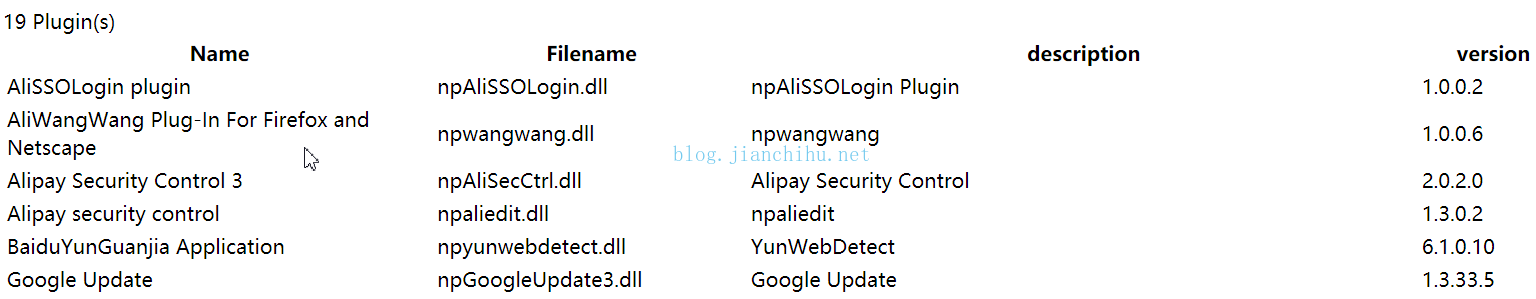 19 Plugin(s)
Name Filename description version
AliSSOLogin plugin npAliSSOLogin.dll npAliSSOLogin Plugin 1.0.0.2
AliWangWang Plug-In For Firefox and
Netscape npwangwang.dll npwangwang 1.0.0.6
blog.jianchihu.net
Alipay Security Control 3 npAliSecCtrl.dll Alipay Security Control 2.0.2.0
Alipay security control npaliedit.dll npaliedit 1.3.0.2
BaiduYunGuanjia Application npyunwebdetect.dll YunWebDetect 6.1.0.10
Google Update npGoogleUpdate3.dll Google Update 1.3.33.5